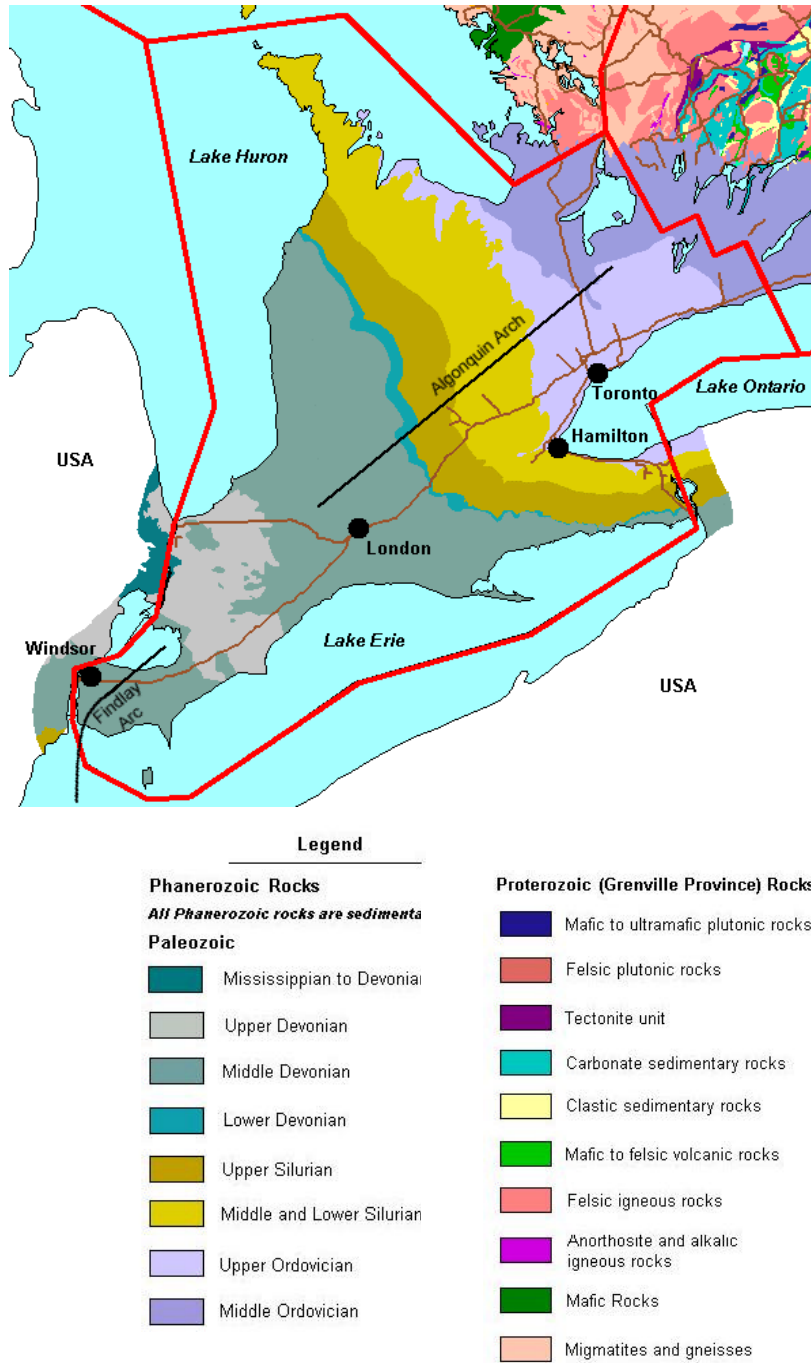 Lake Huron
Algonquin Arch
Toronto
Lake Ontario
Hamilton
USA
London
Windsor
Lake Erie
Findlay
Arc
USA
Legend
Phanerozoic Rocks
All Phanerozoic rocks are sedimenta
Paleozoic
Mississippian to Devonian
Upper Devonian
Middle Devonian
Lower Devonian
Upper Silurian
Middle and Lower Silurian
Upper Ordovician
Middle Ordovician
Proterozoic (Grenville Province) Rocks
Mafic to ultramafic plutonic rocks
Felsic plutonic rocks
Tectonite unit
Carbonate sedimentary rocks
Clastic sedimentary rocks
Mafic to felsic volcanic rocks
Felsic igneous rocks
Anorthosite and alkalic
igneous rocks
Mafic Rocks
Migmatites and gneisses